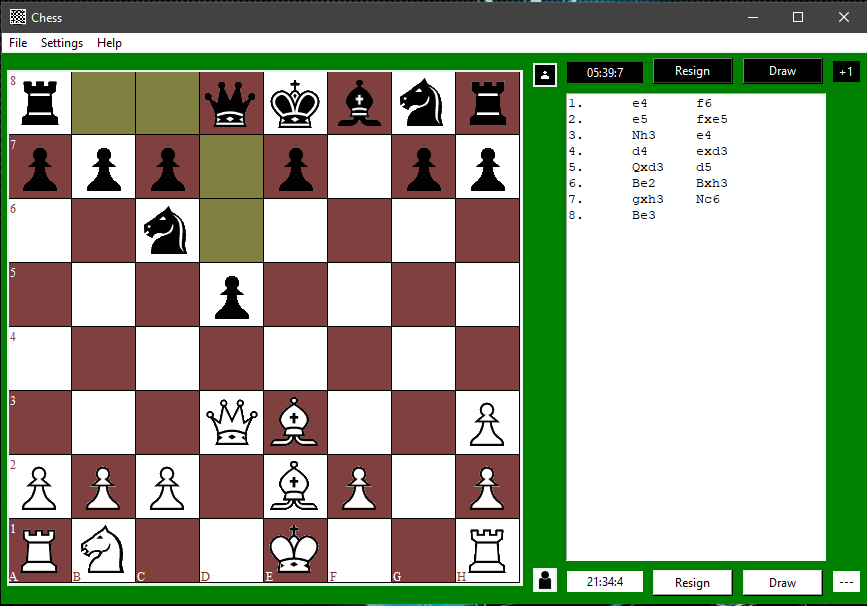 Chess
File Settings Help
05:39:7 Resign Draw +1
8
7
6
5
4
3
2
1
A B C D E F G H
1. e4 f6
2. e5 fxe5
3. Nh3 e4
4. d4 exd3
5. Qxd3 d5
6. Be2 Bxh3
7. gxh3 Nc6
8. Be3
21:34:4 Resign Draw ---